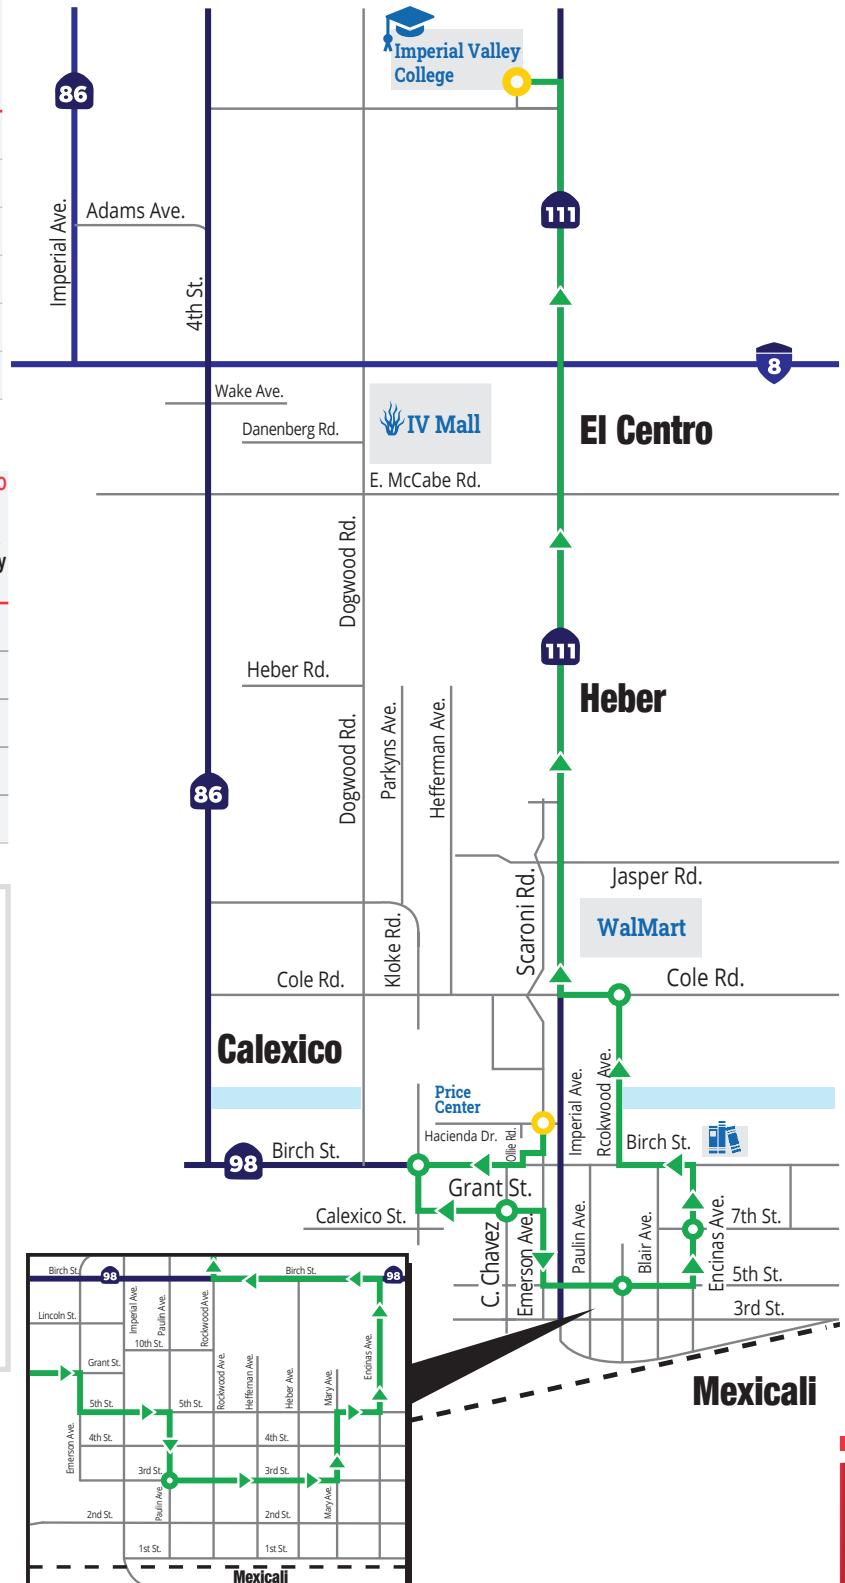 Imperial Valley
College
86
Imperial Ave.
Adams Ave.
111
4th St.
8
Wake Ave.
Danenberg Rd.
IV Mall
El Centro
E. McCabe Rd.
0
y
Dogwood Rd.
111
Heber Rd.
Heber
Dogwood Rd.
Parkyns Ave.
Hefferman Ave.
86
Scaroni Rd.
Jasper Rd.
WalMart
Kloke Rd.
Cole Rd.
Cole Rd.
Calexico
Price
Center
Imperial Ave.
Rcokwood Ave.
Hacienda Dr.
Ollie Rd.
Birch St.
98
Birch St.
Grant St.
Calexico St.
C. Chavez
Emerson Ave.
Paulin Ave.
Blair Ave.
Encinas Ave.
7th St.
5th St.
3rd St.
Mexicali
Birch St.
98
Birch St.
98
Lincoln St.
Imperial Ave.
Paulin Ave.
Rockwood Ave.
10th St.
Grant St.
Rockwood Ave.
Heffernan Ave.
Heber Ave.
Mary Ave.
Encinas Ave.
5th St.
5th St.
Emerson Ave.
4th St.
4th St.
3rd St.
3rd St.
Paulin Ave.
Mary Ave.
2nd St.
2nd St.
1st St.
1st St.
Mexicali